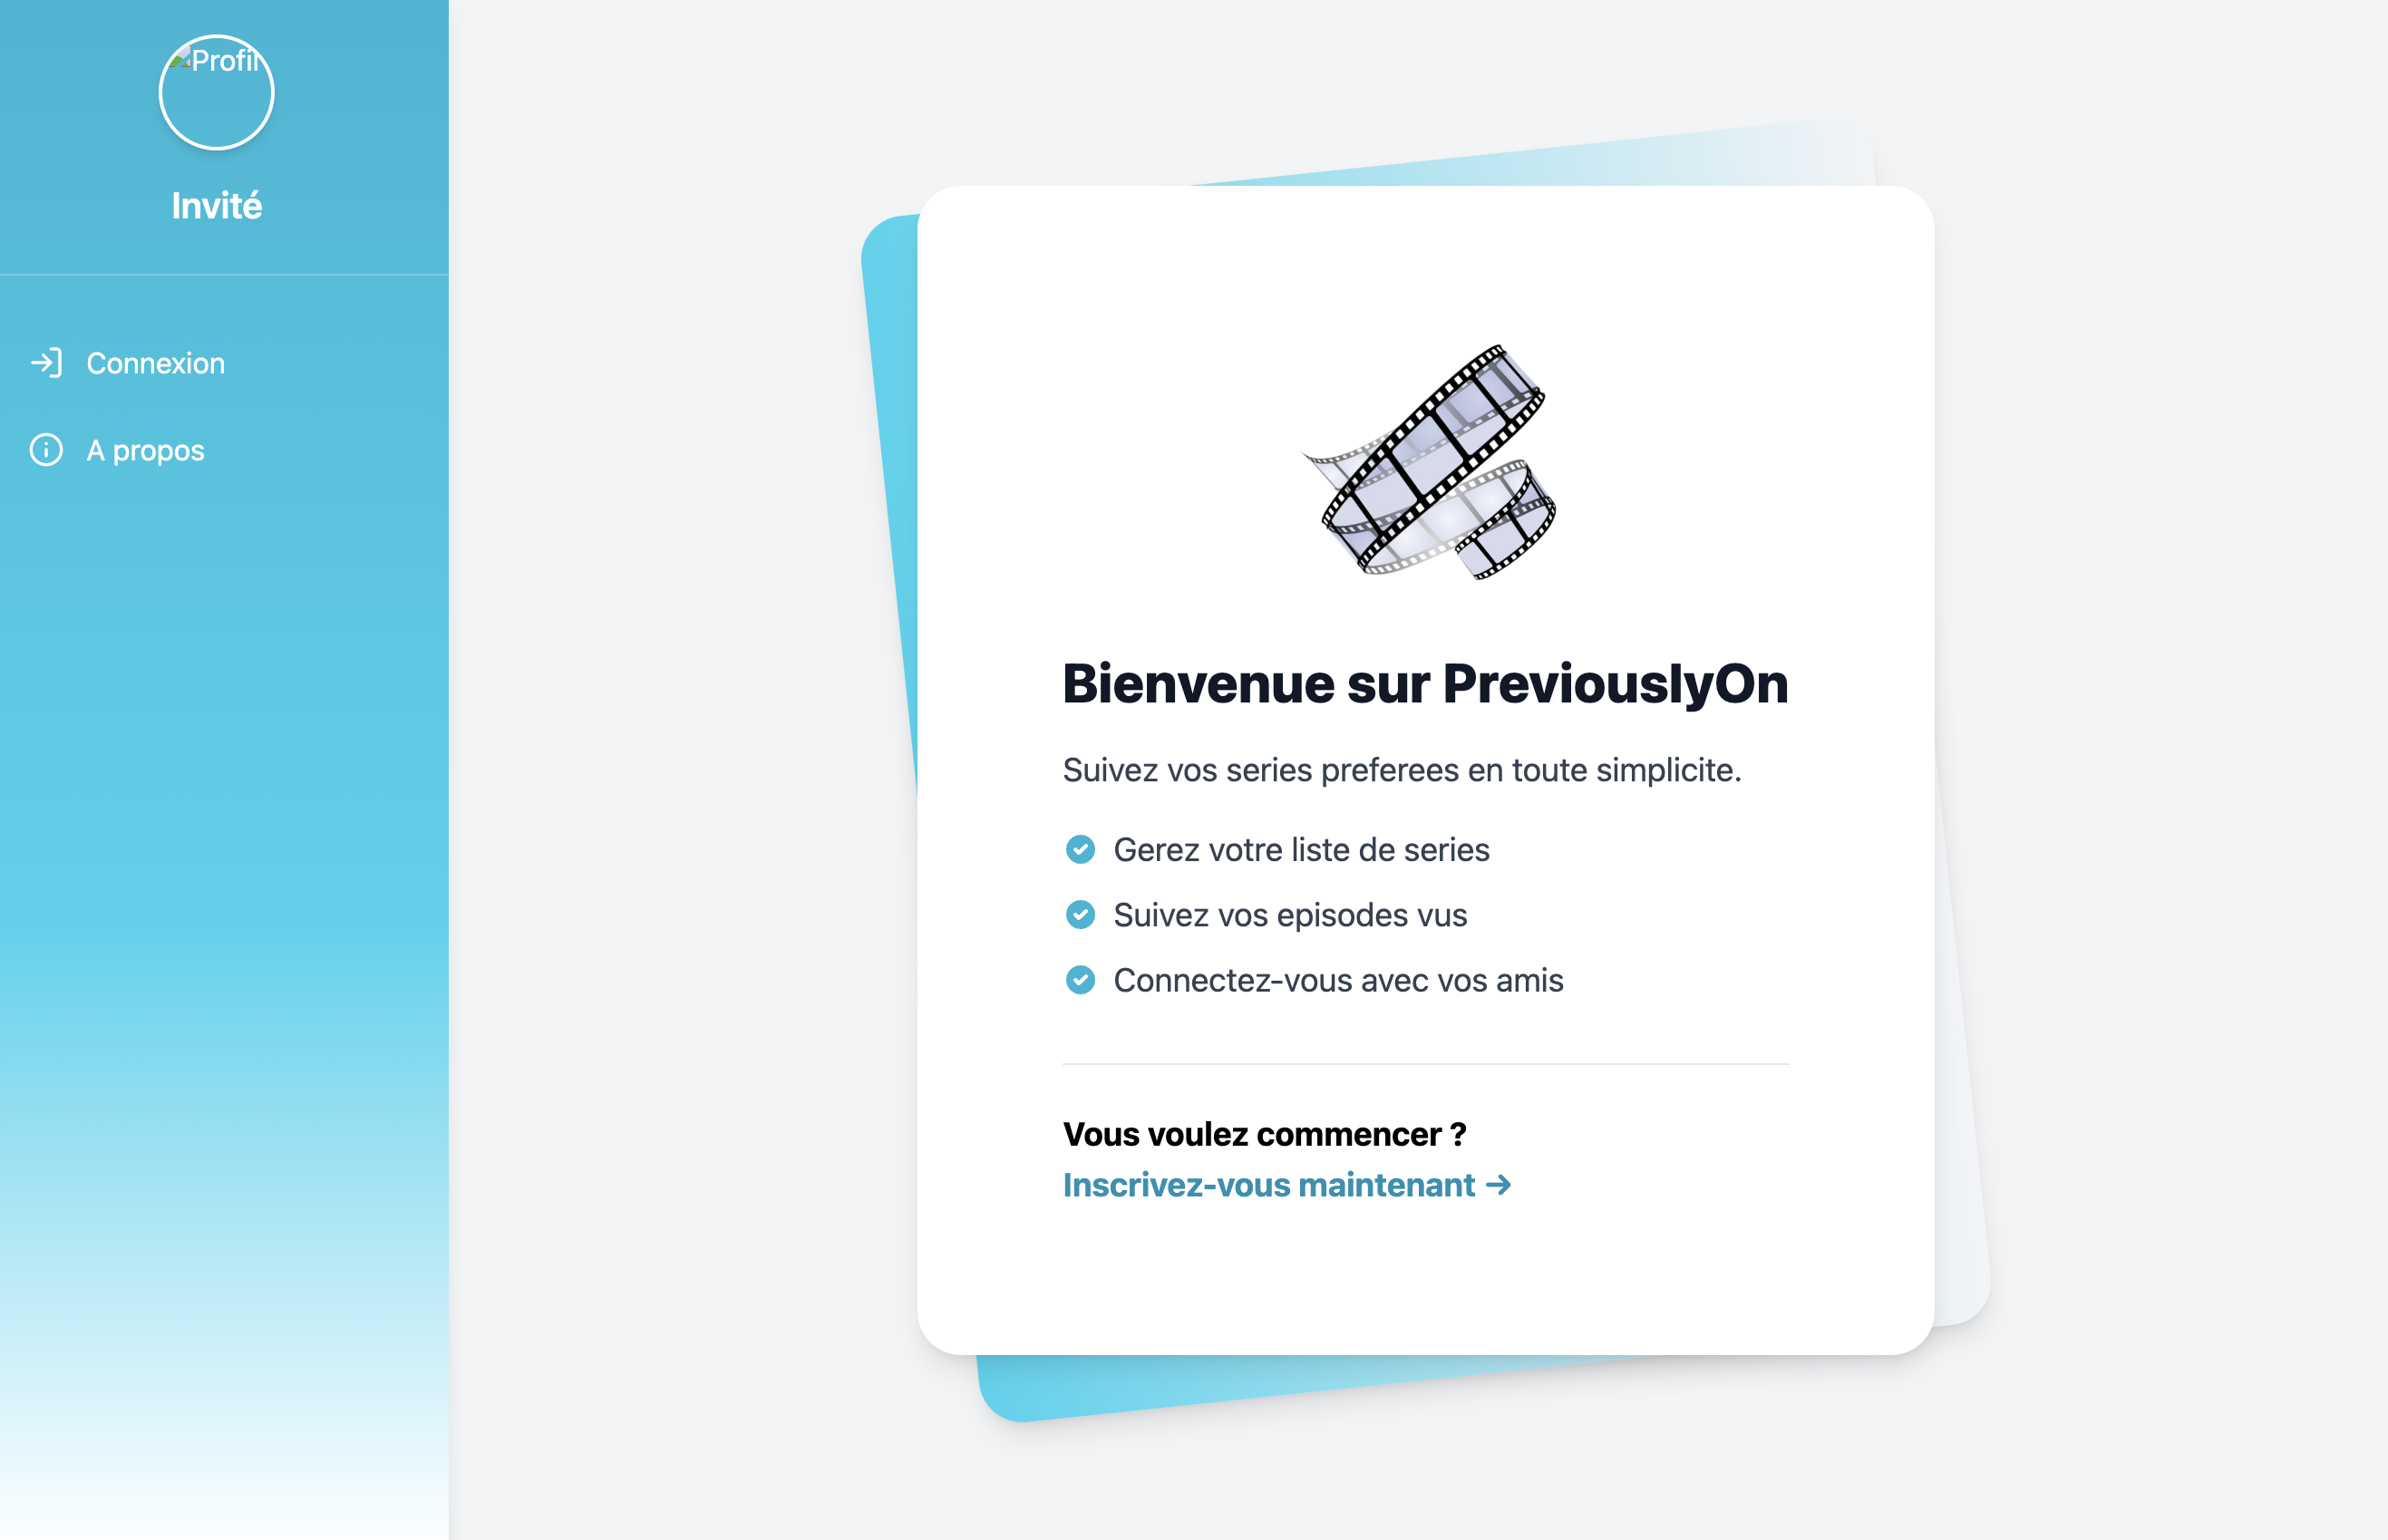 Profil
Invité
Connexion
A propos
Bienvenue sur PreviouslyOn
Suivez vos series preferees en toute simplicite.
Gerez votre liste de series
Suivez vos episodes vus
Connectez-vous avec vos amis
Vous voulez commencer ?
Inscrivez-vous maintenant →